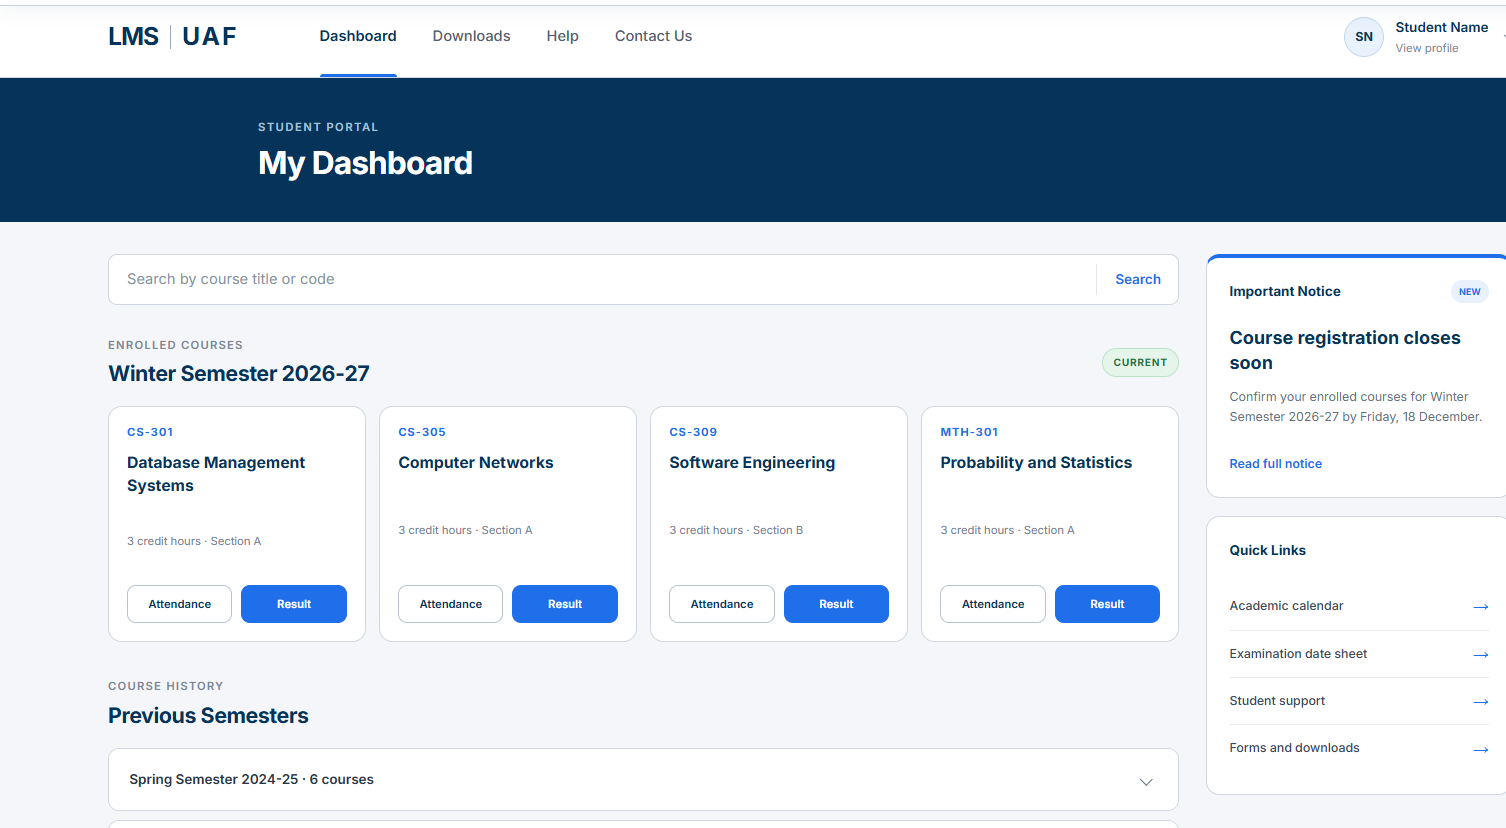 LMS | UAF
Dashboard
Downloads
Help
Contact Us
SN
Student Name
View profile
STUDENT PORTAL
My Dashboard
Search by course title or code
Search
ENROLLED COURSES
Winter Semester 2026-27
CURRENT
CS-301
Database Management
Systems
3 credit hours · Section A
Attendance
Result
CS-305
Computer Networks
3 credit hours · Section A
Attendance
Result
CS-309
Software Engineering
3 credit hours · Section B
Attendance
Result
MTH-301
Probability and Statistics
3 credit hours · Section A
Attendance
Result
COURSE HISTORY
Previous Semesters
Spring Semester 2024-25 · 6 courses
Important Notice
NEW
Course registration closes
soon
Confirm your enrolled courses for Winter
Semester 2026-27 by Friday, 18 December.
Read full notice
Quick Links
Academic calendar
Examination date sheet
Student support
Forms and downloads